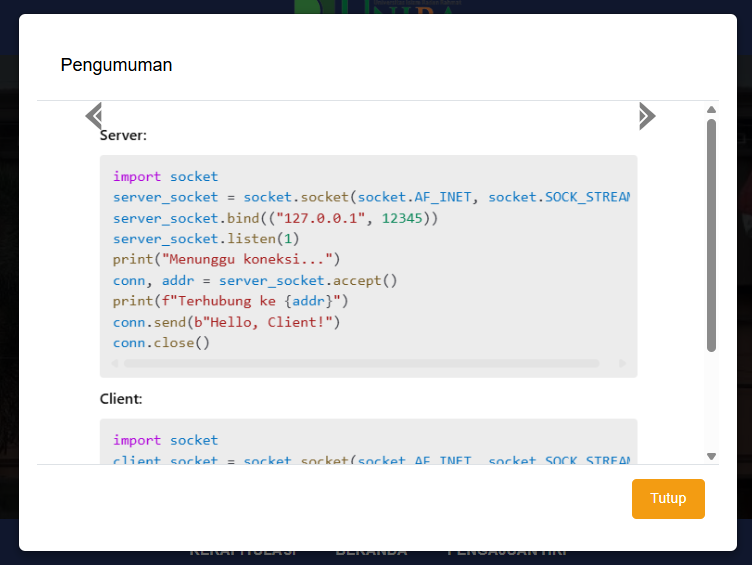 Pengumuman
Server:
import socket
server_socket = socket.socket(socket.AF_INET, socket.SOCK_STREAM
server_socket.bind(("127.0.0.1", 12345))
server_socket.listen(1)
print("Menunggu koneksi...")
conn, addr = server_socket.accept()
print(f"Terhubung ke {addr}")
conn.send(b"Hello, Client!")
conn.close()
Client:
import socket
client_socket = socket.socket(socket.AF_INET, socket.SOCK_STREAM
Tutup
BERANDA
PENGAJUAN HKI